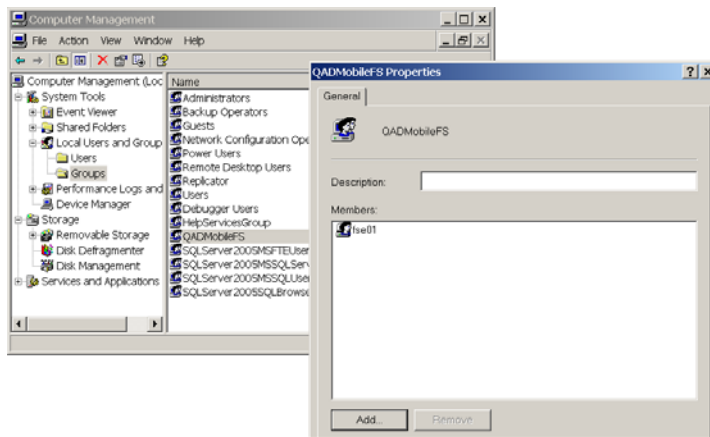 Computer Management
File Action View Window Help
Computer Management (Loc
System Tools
Event Viewer
Shared Folders
Local Users and Group
Users
Groups
Performance Logs and
Device Manager
Storage
Removable Storage
Disk Defragmenter
Disk Management
Services and Applications
Name
Administrators
Backup Operators
Guests
Network Configuration Ope
Power Users
Remote Desktop Users
Replicator
Users
Debugger Users
HelpServicesGroup
QADMobileFS
SQLServer2005MSFTEUser
SQLServer2005MSSQLServ
SQLServer2005MSSQLUser
SQLServer2005SQLBrowse
QADMobileFS Properties
General
QADMobileFS
Description:
Members:
fse01
Add...
Remove